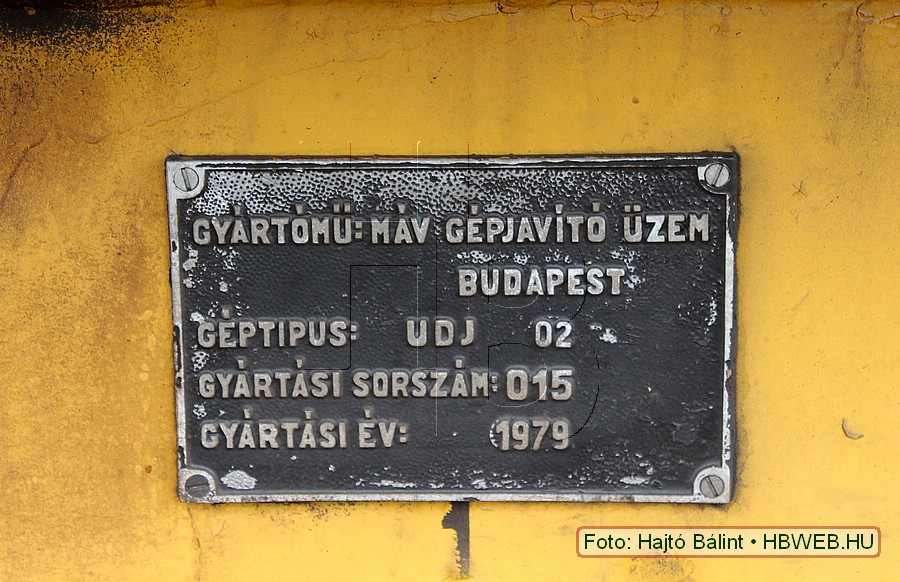 GYÁRTÓMŰ: MÁV GÉPJAVÍTÓ ÜZEM
BUDAPEST
GÉPTIPUS: UDJ 02
GYÁRTÁSI SORSZÁM: 015
GYÁRTÁSI ÉV: 1979
Foto: Hajtó Bálint • HBWEB.HU